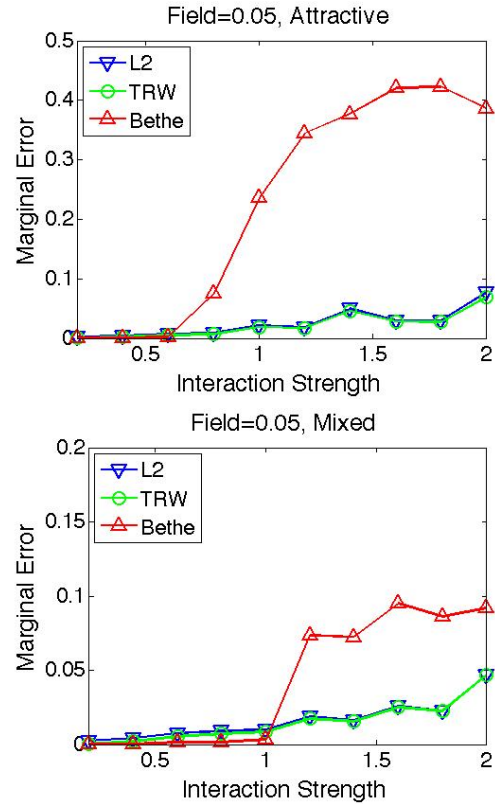 Field=0.05, Attractive
0.5
0.4
0.3
0.2
0.1
0
L2
TRW
Bethe
Marginal Error
0.5
1
1.5
2
Interaction Strength
Field=0.05, Mixed
0.2
0.15
0.1
0.05
0
L2
TRW
Bethe
Marginal Error
0.5
1
1.5
2
Interaction Strength